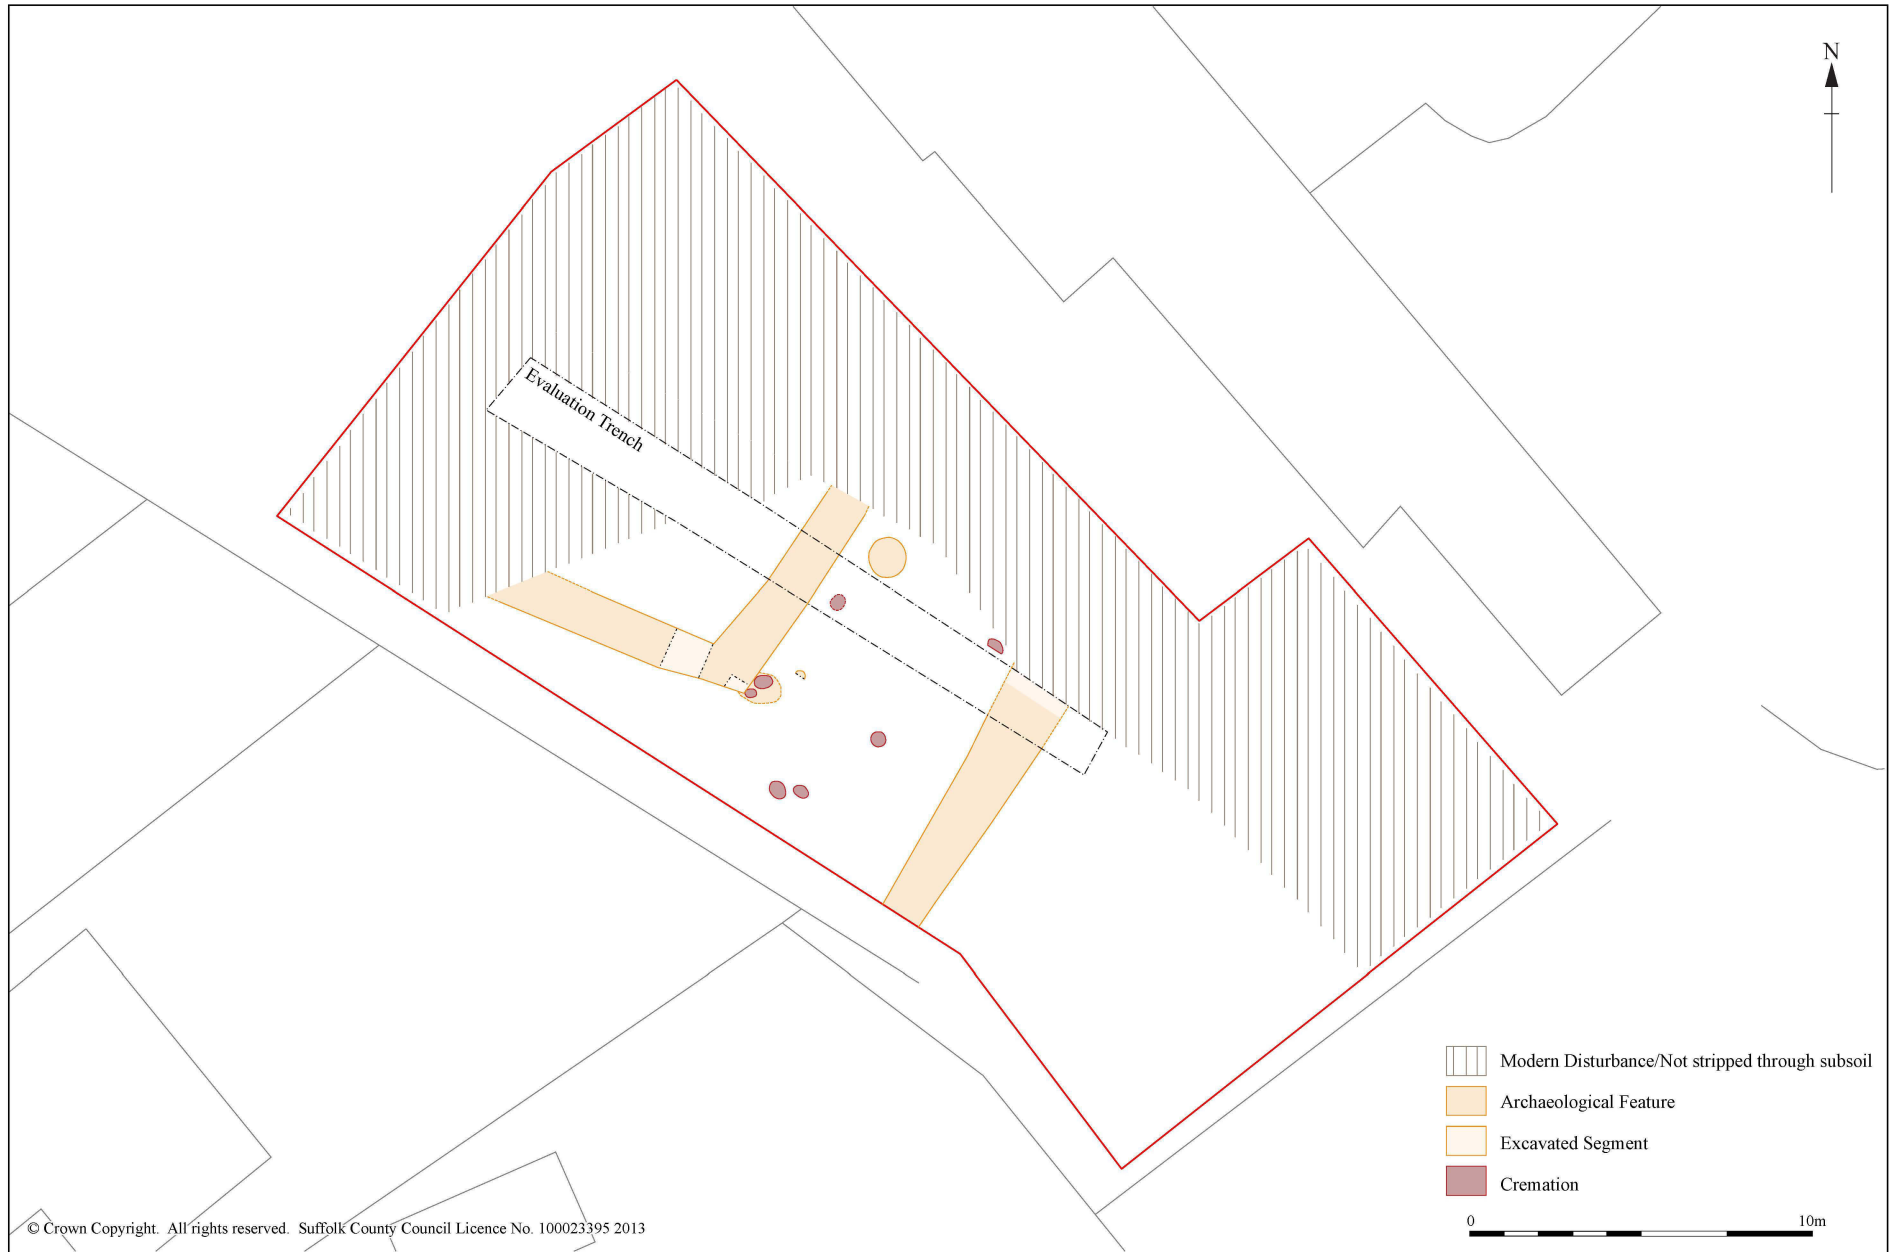 N
Evaluation Trench
Modern Disturbance/Not stripped through subsoil
Archaeological Feature
Excavated Segment
Cremation
0 10m
© Crown Copyright. All rights reserved. Suffolk County Council Licence No. 100023395 2013